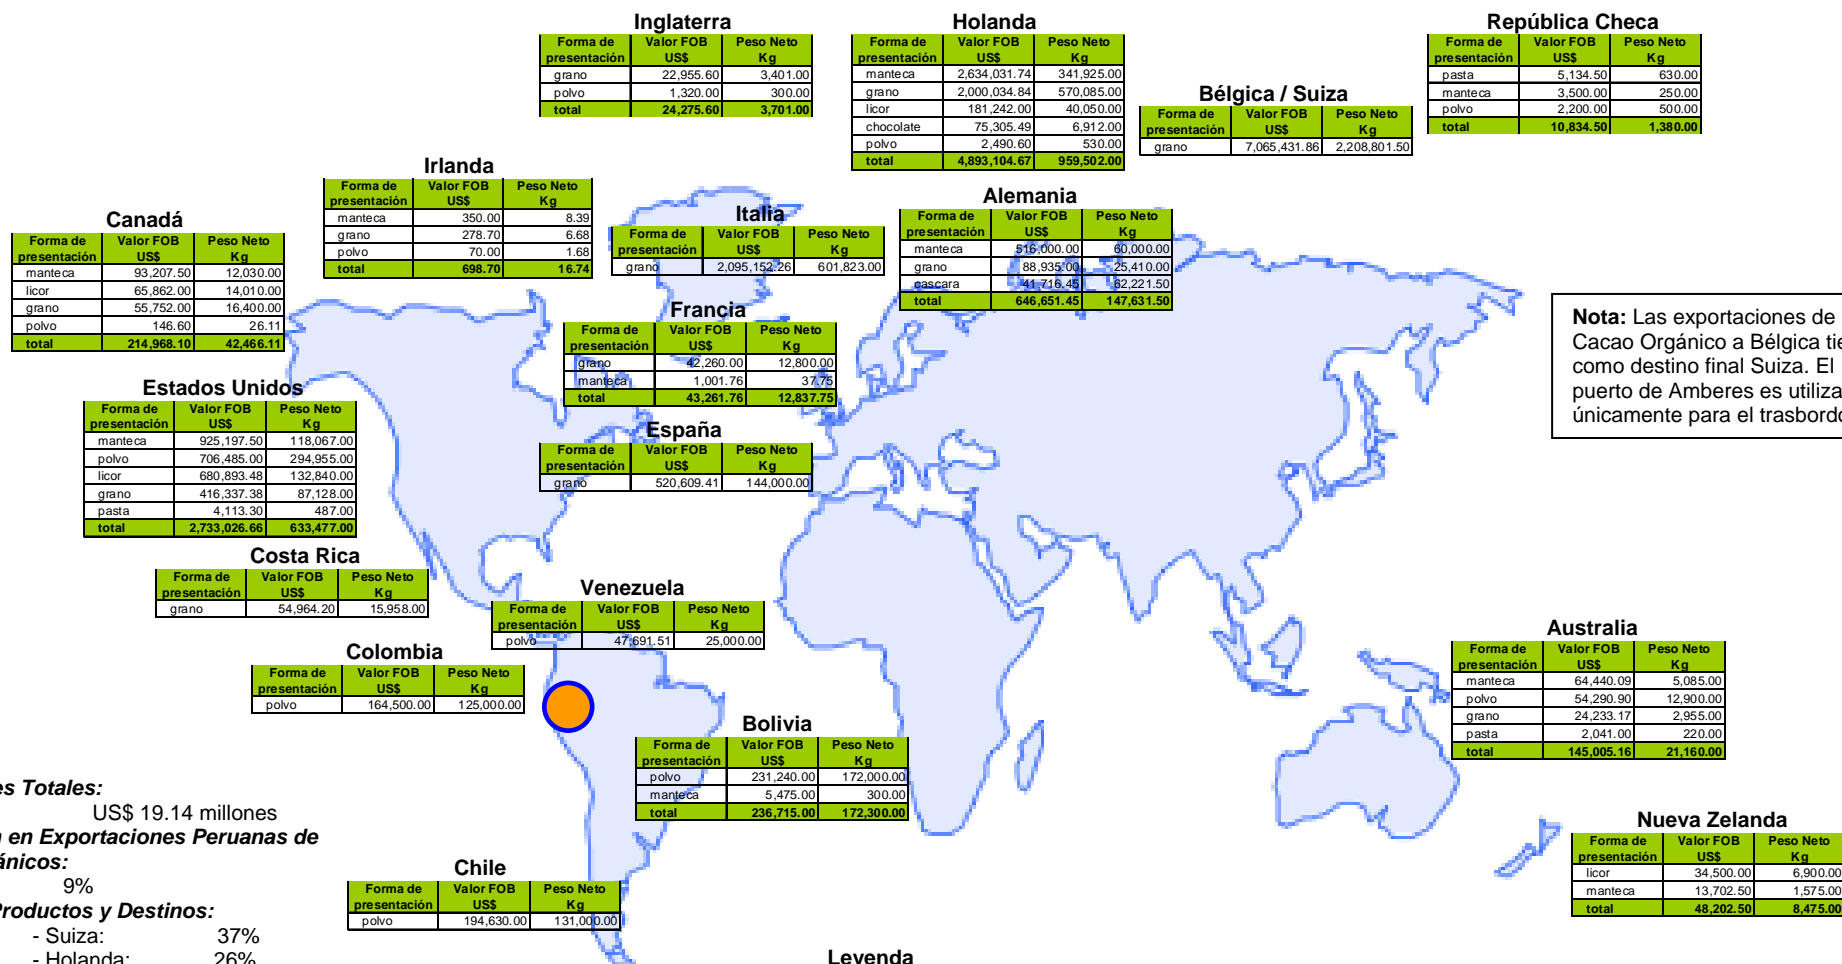 Inglaterra
Forma de presentación Valor FOB US$ Peso Neto Kg
grano 22,955.60 3,401.00
polvo 1,320.00 300.00
total 24,275.60 3,701.00
Holanda
Forma de presentación Valor FOB US$ Peso Neto Kg
manteca 2,634,031.74 341,925.00
grano 2,000,034.84 570,085.00
licor 181,242.00 40,050.00
chocolate 75,305.49 6,912.00
polvo 2,490.60 530.00
total 4,893,104.67 959,502.00
República Checa
Forma de presentación Valor FOB US$ Peso Neto Kg
pasta 5,134.50 630.00
manteca 3,500.00 250.00
polvo 2,200.00 500.00
total 10,834.50 1,380.00
Bélgica / Suiza
Forma de presentación Valor FOB US$ Peso Neto Kg
grano 7,065,431.86 2,208,801.50
Irlanda
Forma de presentación Valor FOB US$ Peso Neto Kg
manteca 350.00 8.39
grano 278.70 6.68
polvo 70.00 1.68
total 698.70 16.74
Canadá
Forma de presentación Valor FOB US$ Peso Neto Kg
manteca 93,207.50 12,030.00
licor 65,862.00 14,010.00
grano 55,752.00 16,400.00
polvo 146.60 26.11
total 214,968.10 42,466.11
Italia
Forma de presentación Valor FOB US$ Peso Neto Kg
grano 2,095,152.26 601,823.00
Alemania
Forma de presentación Valor FOB US$ Peso Neto Kg
manteca 516,000.00 60,000.00
grano 88,935.00 25,410.00
cascara 41,716.45 62,221.50
total 646,651.45 147,631.50
Francia
Forma de presentación Valor FOB US$ Peso Neto Kg
grano 42,260.00 12,800.00
manteca 1,001.76 37.75
total 43,261.76 12,837.75
Nota: Las exportaciones de
Cacao Orgánico a Bélgica tie
como destino final Suiza. El
puerto de Amberes es utiliza
únicamente para el trasbordo
Estados Unidos
Forma de presentación Valor FOB US$ Peso Neto Kg
manteca 925,197.50 118,067.00
polvo 706,485.00 294,955.00
licor 680,893.48 132,840.00
grano 416,337.38 87,128.00
pasta 4,113.30 487.00
total 2,733,026.66 633,477.00
España
Forma de presentación Valor FOB US$ Peso Neto Kg
grano 520,609.41 144,000.00
Costa Rica
Forma de presentación Valor FOB US$ Peso Neto Kg
grano 54,964.20 15,958.00
Venezuela
Forma de presentación Valor FOB US$ Peso Neto Kg
polvo 47,691.51 25,000.00
Colombia
Forma de presentación Valor FOB US$ Peso Neto Kg
polvo 164,500.00 125,000.00
Australia
Forma de presentación Valor FOB US$ Peso Neto Kg
manteca 64,440.09 5,085.00
polvo 54,290.90 12,900.00
grano 24,233.17 2,955.00
pasta 2,041.00 220.00
total 145,005.16 21,160.00
Bolivia
Forma de presentación Valor FOB US$ Peso Neto Kg
polvo 231,240.00 172,000.00
manteca 5,475.00 300.00
total 236,715.00 172,300.00
Nueva Zelanda
Forma de presentación Valor FOB US$ Peso Neto Kg
licor 34,500.00 6,900.00
manteca 13,702.50 1,575.00
total 48,202.50 8,475.00
Chile
Forma de presentación Valor FOB US$ Peso Neto Kg
polvo 194,630.00 131,000.00
es Totales:
US$ 19.14 millones
n en Exportaciones Peruanas de
ánicos:
9%
Productos y Destinos:
- Suiza: 37%
- Holanda: 26%
Leyenda